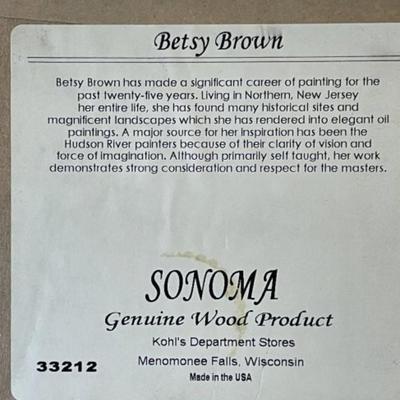 Betsy Brown
Betsy Brown has made a significant career of painting for the
past twenty-five years. Living in Northern, New Jersey
her entire life, she has found many historical sites and
magnificent landscapes which she has rendered into elegant oil
paintings. A major source for her inspiration has been the
Hudson River painters because of their clarity of vision and
force of imagination. Although primarily self taught, her work
demonstrates strong consideration and respect for the masters.
SONOMA
Genuine Wood Product
Kohl's Department Stores
Menomonee Falls, Wisconsin
33212
Made in the USA